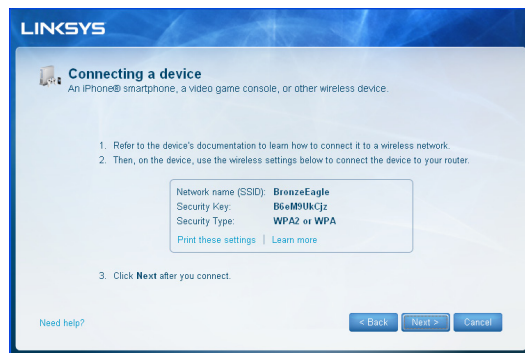 LINKSYS
Connecting a device
An iPhone® smartphone, a video game console, or other wireless device.
1. Refer to the device's documentation to learn how to connect it to a wireless network.
2. Then, on the device, use the wireless settings below to connect the device to your router.
Network name (SSID): BronzeEagle
Security Key: B6eM9UkCjz
Security Type: WPA2 or WPA
Print these settings | Learn more
3. Click Next after you connect.
Need help? < Back Next > Cancel